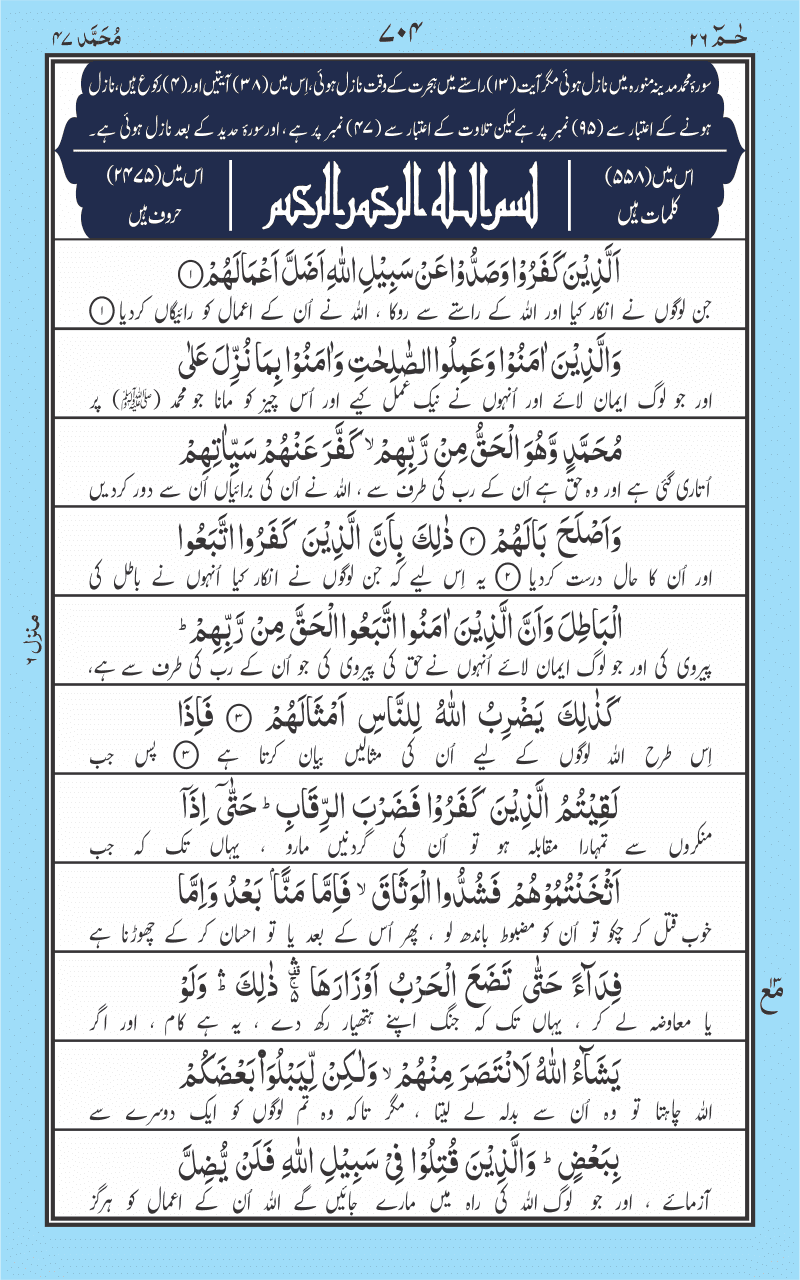 حٰـمٓ ۲۶
۷۰۴
مُحَمَّد ۴۷
سورۂ محمد مدینہ منورہ میں نازل ہوئی مگر آیت (۱۳) راستے میں ہجرت کے وقت نازل ہوئی، اِس میں (۳۸) آیتیں اور (۴) رکوع ہیں، نازل
ہونے کے اعتبار سے (۹۵) نمبر پر ہے لیکن تلاوت کے اعتبار سے (۴۷) نمبر پر ہے، اور سورۂ حدید کے بعد نازل ہوئی ہے۔
اس میں (۵۵۸) کلمات ہیں
بسم الله الرحمن الرحيم
اس میں (۲۴۷۵) حروف ہیں
اَلَّذِيْنَ كَفَرُوْا وَصَدُّوْا عَنْ سَبِيْلِ اللّٰهِ اَضَلَّ اَعْمَالَهُمْ ۱
جن لوگوں نے انکار کیا اور اللہ کے راستے سے روکا ، اللہ نے اُن کے اعمال کو رائیگاں کردیا ۱
وَالَّذِيْنَ اٰمَنُوْا وَعَمِلُوا الصّٰلِحٰتِ وَاٰمَنُوْا بِمَا نُزِّلَ عَلٰى
اور جو لوگ ایمان لائے اور اُنہوں نے نیک عمل کیے اور اُس چیز کو مانا جو محمد (ﷺ) پر
مُحَمَّدٍ وَّهُوَ الْحَقُّ مِنْ رَّبِّهِمْ ۙ كَفَّرَ عَنْهُمْ سَيِّاٰتِهِمْ
اُتاری گئی ہے اور وہ حق ہے اُن کے رب کی طرف سے ، اللہ نے اُن کی برائیاں اُن سے دور کردیں
وَاَصْلَحَ بَالَهُمْ ۲ ذٰلِكَ بِاَنَّ الَّذِيْنَ كَفَرُوا اتَّبَعُوا
اور اُن کا حال درست کردیا ۲ یہ اِس لیے کہ جن لوگوں نے انکار کیا اُنہوں نے باطل کی
الْبَاطِلَ وَاَنَّ الَّذِيْنَ اٰمَنُوا اتَّبَعُوا الْحَقَّ مِنْ رَّبِّهِمْ ؕ
پیروی کی اور جو لوگ ایمان لائے اُنہوں نے حق کی پیروی کی جو اُن کے رب کی طرف سے ہے،
كَذٰلِكَ يَضْرِبُ اللّٰهُ لِلنَّاسِ اَمْثَالَهُمْ ۳ فَاِذَا
اِس طرح اللہ لوگوں کے لیے اُن کی مثالیں بیان کرتا ہے ۳ پس جب
لَقِيْتُمُ الَّذِيْنَ كَفَرُوْا فَضَرْبَ الرِّقَابِ ؕ حَتّٰۤى اِذَاۤ
منکروں سے تمہارا مقابلہ ہو تو اُن کی گردنیں مارو ، یہاں تک کہ جب
اَثْخَنْتُمُوْهُمْ فَشُدُّوا الْوَثَاقَ ۙ فَاِمَّا مَنًّاۢ بَعْدُ وَاِمَّا
خوب قتل کر چکو تو اُن کو مضبوط باندھ لو ، پھر اُس کے بعد یا تو احسان کر کے چھوڑنا ہے
فِدَآءً حَتّٰى تَضَعَ الْحَرْبُ اَوْزَارَهَا ذٰلِكَ ؕ وَلَوْ
یا معاوضہ لے کر ، یہاں تک کہ جنگ اپنے ہتھیار رکھ دے ، یہ ہے کام ، اور اگر
يَشَآءُ اللّٰهُ لَانْتَصَرَ مِنْهُمْ ۙ وَلٰكِنْ لِّيَبْلُوَا۟ بَعْضَكُمْ
اللہ چاہتا تو وہ اُن سے بدلہ لے لیتا ، مگر تاکہ وہ تم لوگوں کو ایک دوسرے سے
بِبَعْضٍ ؕ وَالَّذِيْنَ قُتِلُوْا فِىْ سَبِيْلِ اللّٰهِ فَلَنْ يُّضِلَّ
آزمائے ، اور جو لوگ اللہ کی راہ میں مارے جائیں گے اللہ اُن کے اعمال کو ہرگز
منزل ۶
مع ۱۳